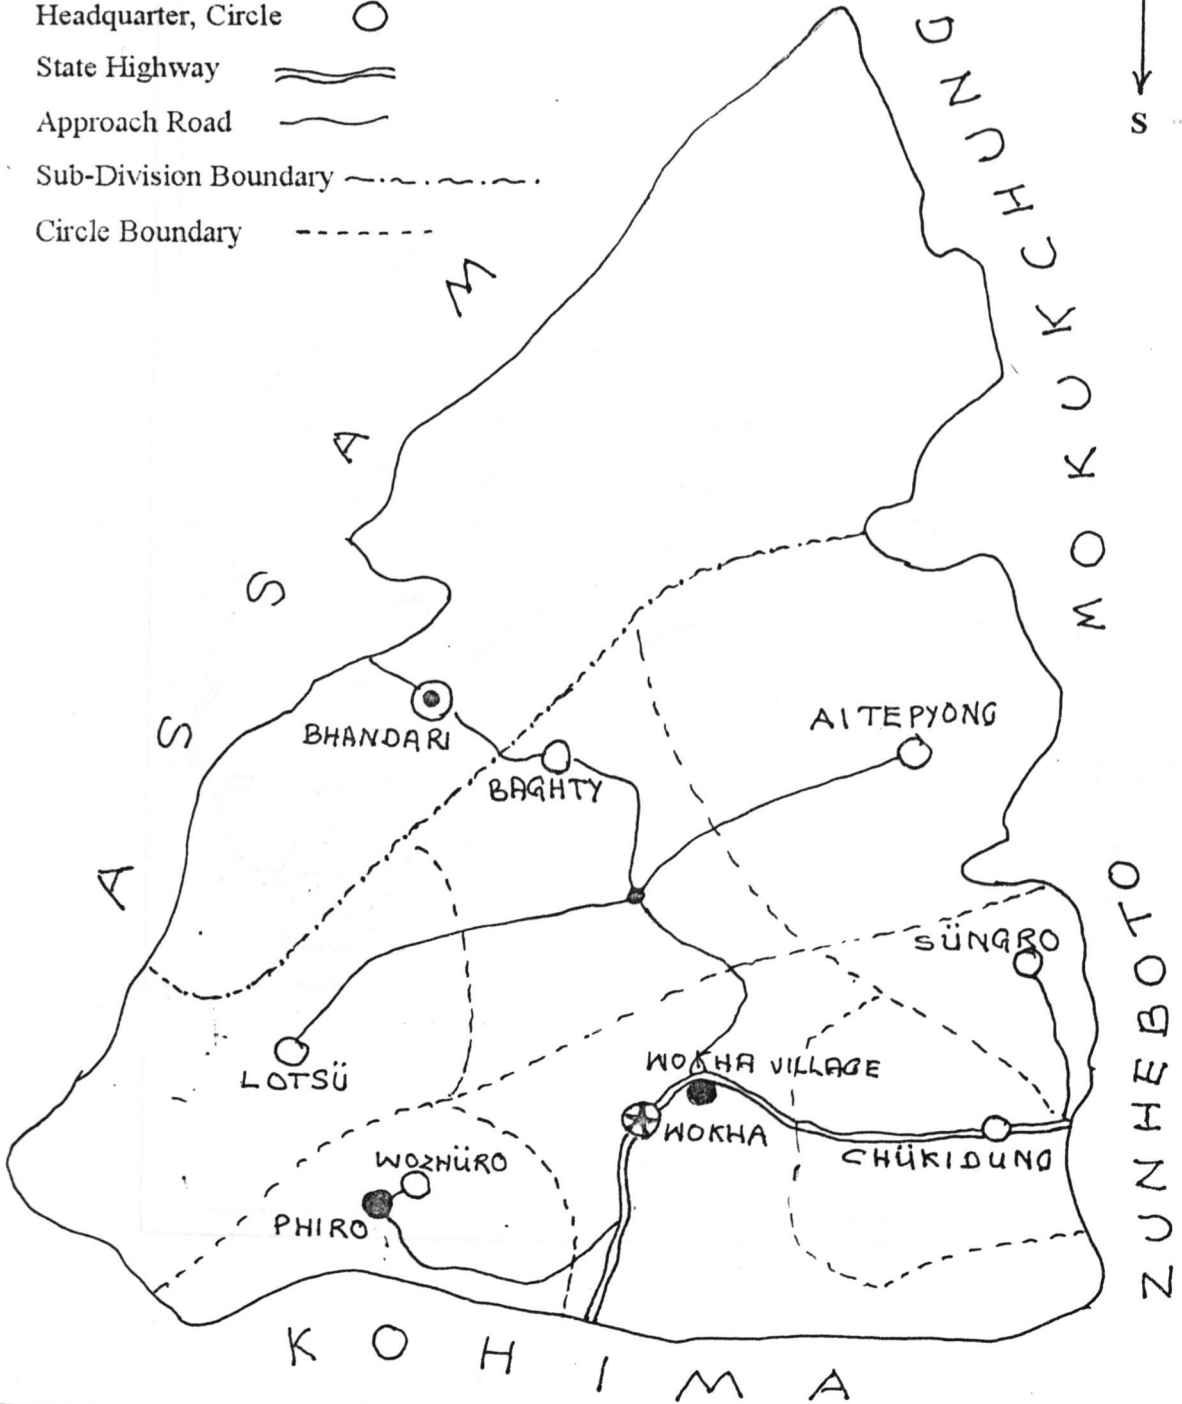 Headquarter, Circle
State Highway
Approach Road
Sub-Division Boundary
Circle Boundary
S
ASSAM
MOKUKCHUNG
BHANDARI
BAGHTY
AITEPYONG
SÜNGRO
ZUNHEBOTO
LOTSÜ
WOKHA VILLAGE
WOKHA
CHÜKIDUNG
WOZHÜRO
PHIRO
KOHIMA